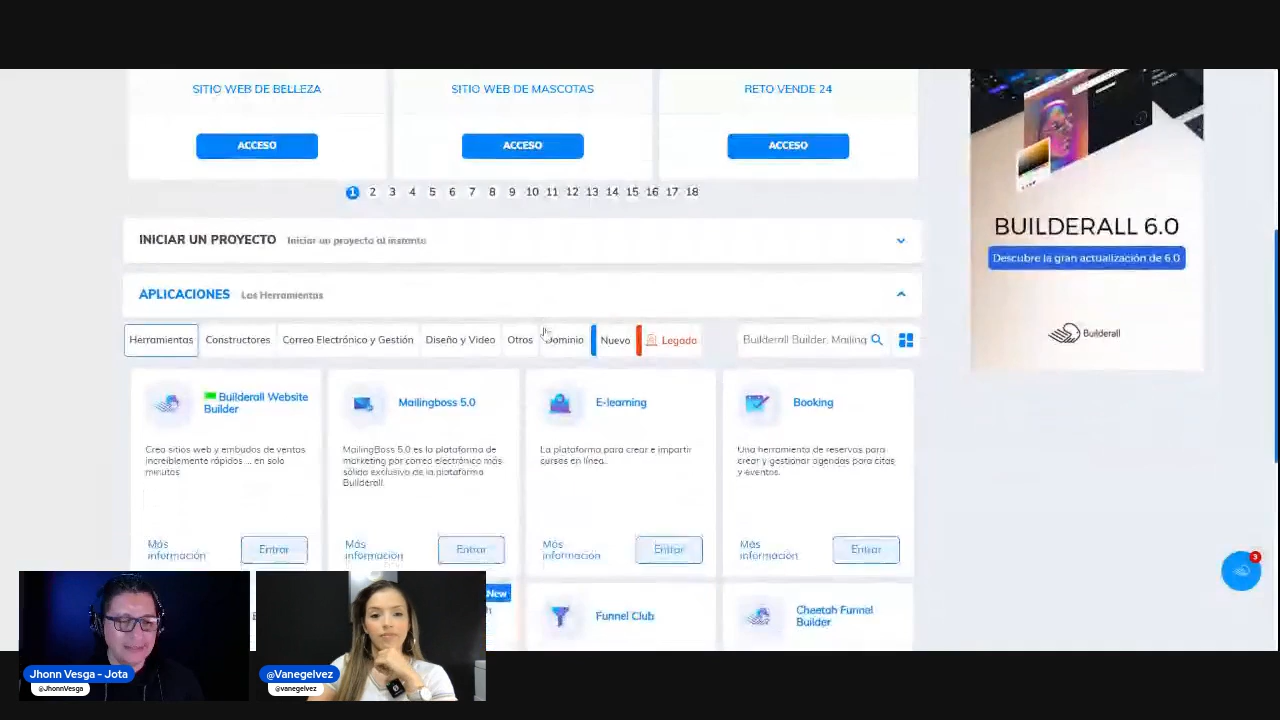 SITIO WEB DE BELLEZA
SITIO WEB DE MASCOTAS
RETO VENDE 24
ACCESO
ACCESO
ACCESO
1 2 3 4 5 6 7 8 9 10 11 12 13 14 15 16 17 18
INICIAR UN PROYECTO Iniciar un proyecto al instante
APLICACIONES Las Herramientas
Herramientas Constructores Correo Electrónico y Gestión Diseño y Video Otros Dominio Nuevo Legado
Builderall Builder, Mailing
Builderall Website
Builder
Crea sitios web y embudos de ventas
increíblemente rápidos ... en solo
minutos
Más
información
Entrar
Mailingboss 5.0
MailingBoss 5.0 es la plataforma de
marketing por correo electrónico más
sólida exclusiva de la plataforma
Builderall.
Más
información
Entrar
E-learning
La plataforma para crear e impartir
cursos en línea.
Más
información
Entrar
Booking
Una herramienta de reservas para
crear y gestionar agendas para citas
y eventos.
Más
información
Entrar
New
Funnel Club
Cheetah Funnel
Builder
BUILDERALL 6.0
Descubre la gran actualización de 6.0
Builderall
3
Jhonn Vesga - Jota
@JhonnVesga
@Vanegelvez
@vanegelvez